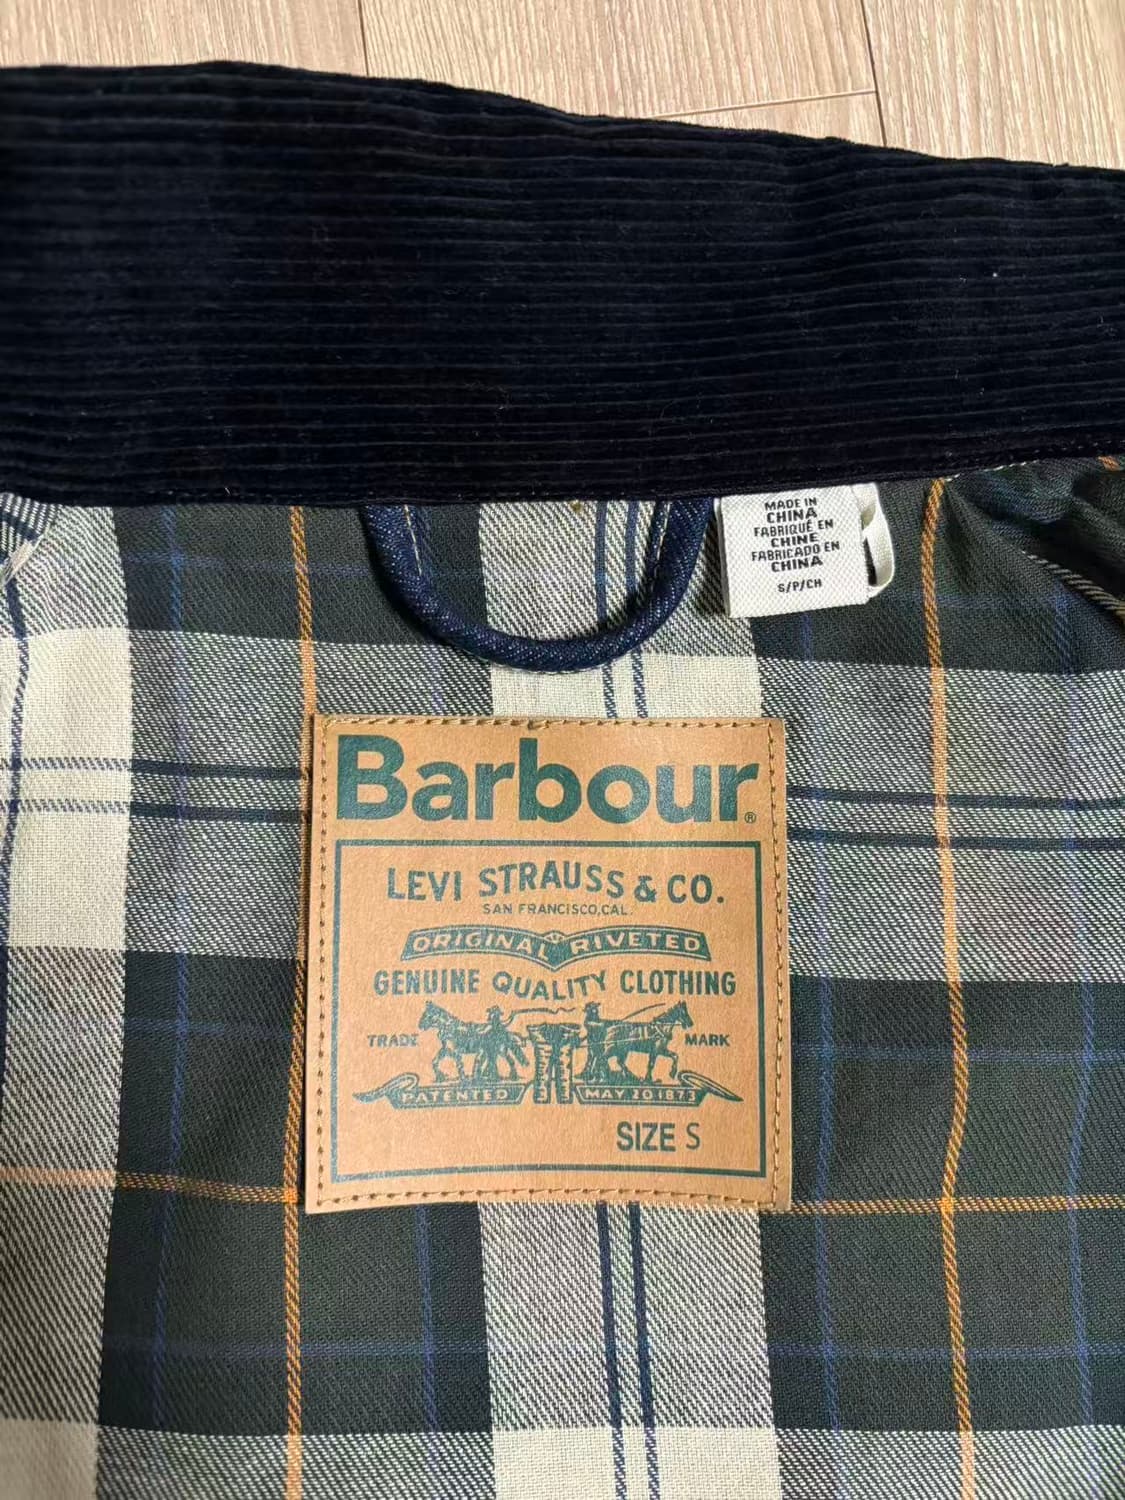 MADE IN
CHINA
FABRIQUÉ EN
CHINE
FABRICADO EN
CHINA
S/P/CH
Barbour®
LEVI STRAUSS & CO.
SAN FRANCISCO, CAL.
ORIGINAL RIVETED
GENUINE QUALITY CLOTHING
TRADE MARK
PATENTED MAY 20 1873
SIZE S